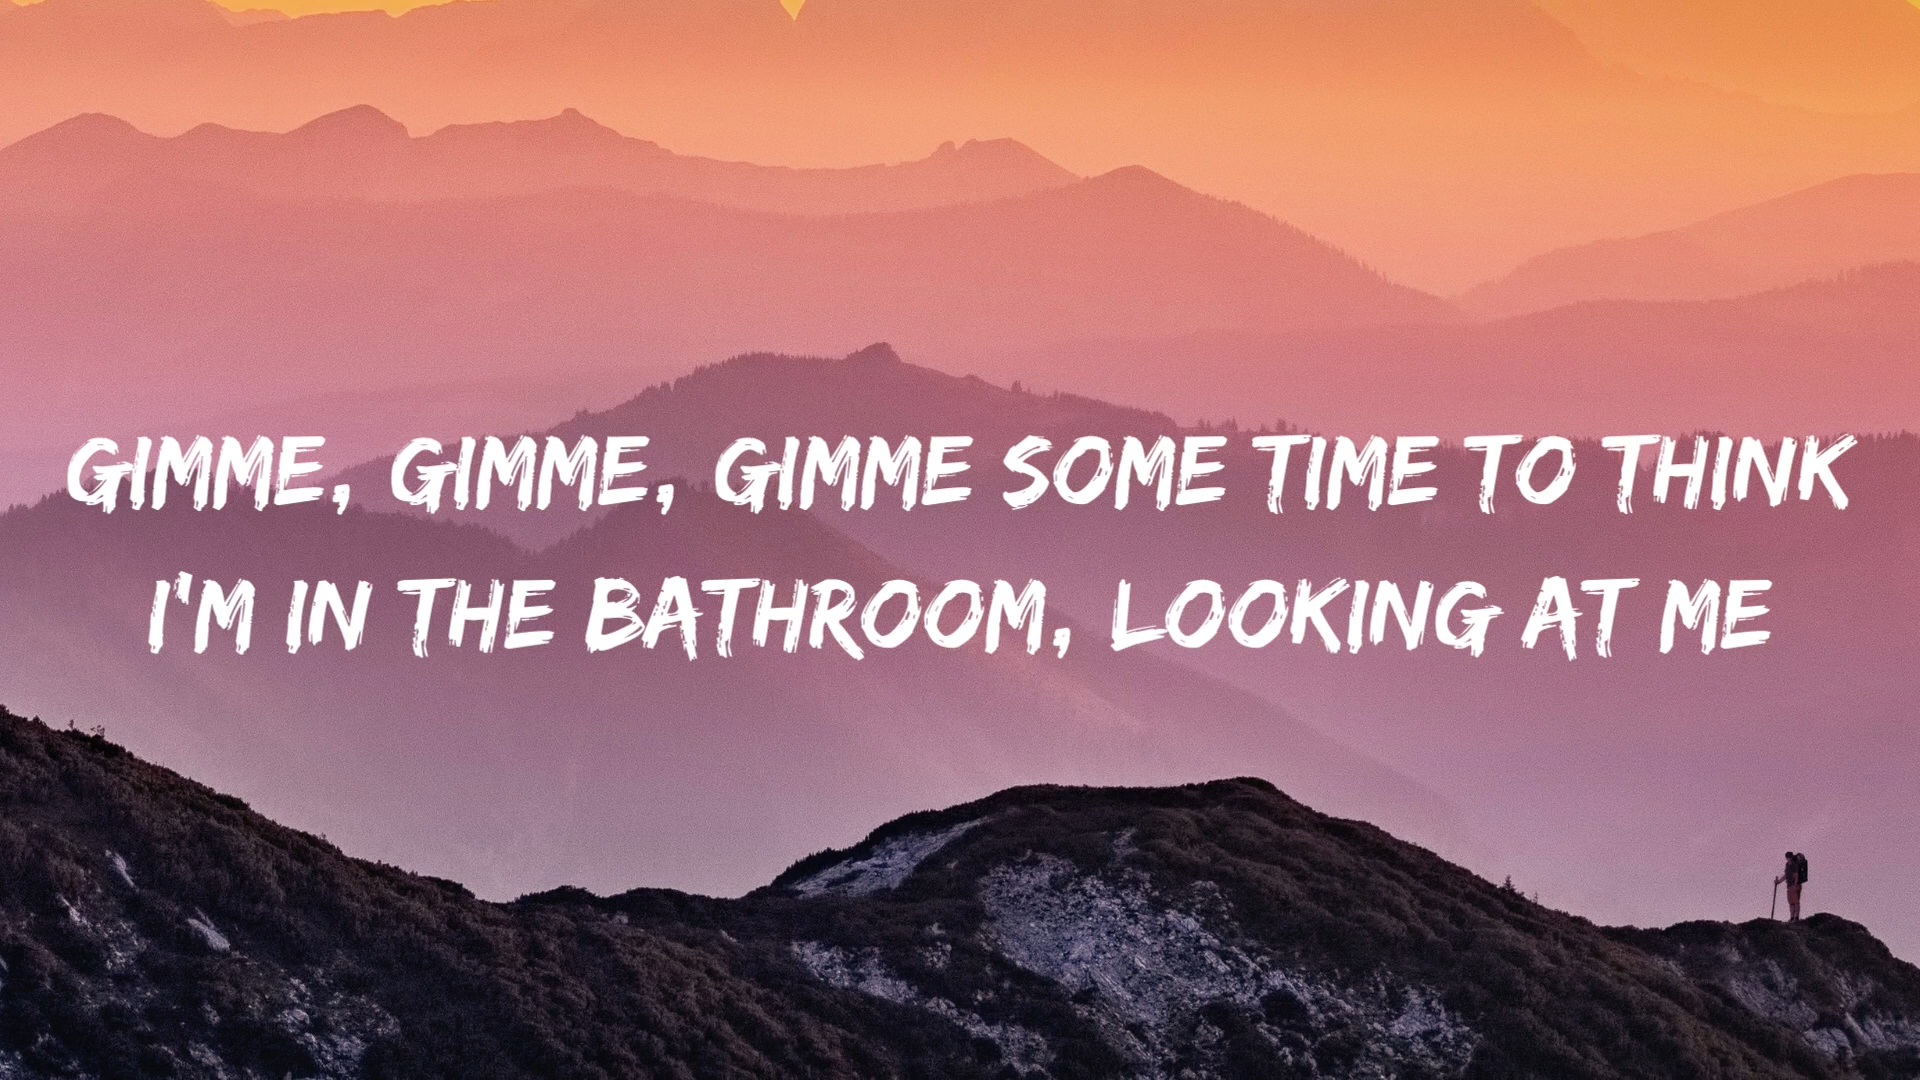 GIMME, GIMME, GIMME SOME TIME TO THINK
I'M IN THE BATHROOM, LOOKING AT ME